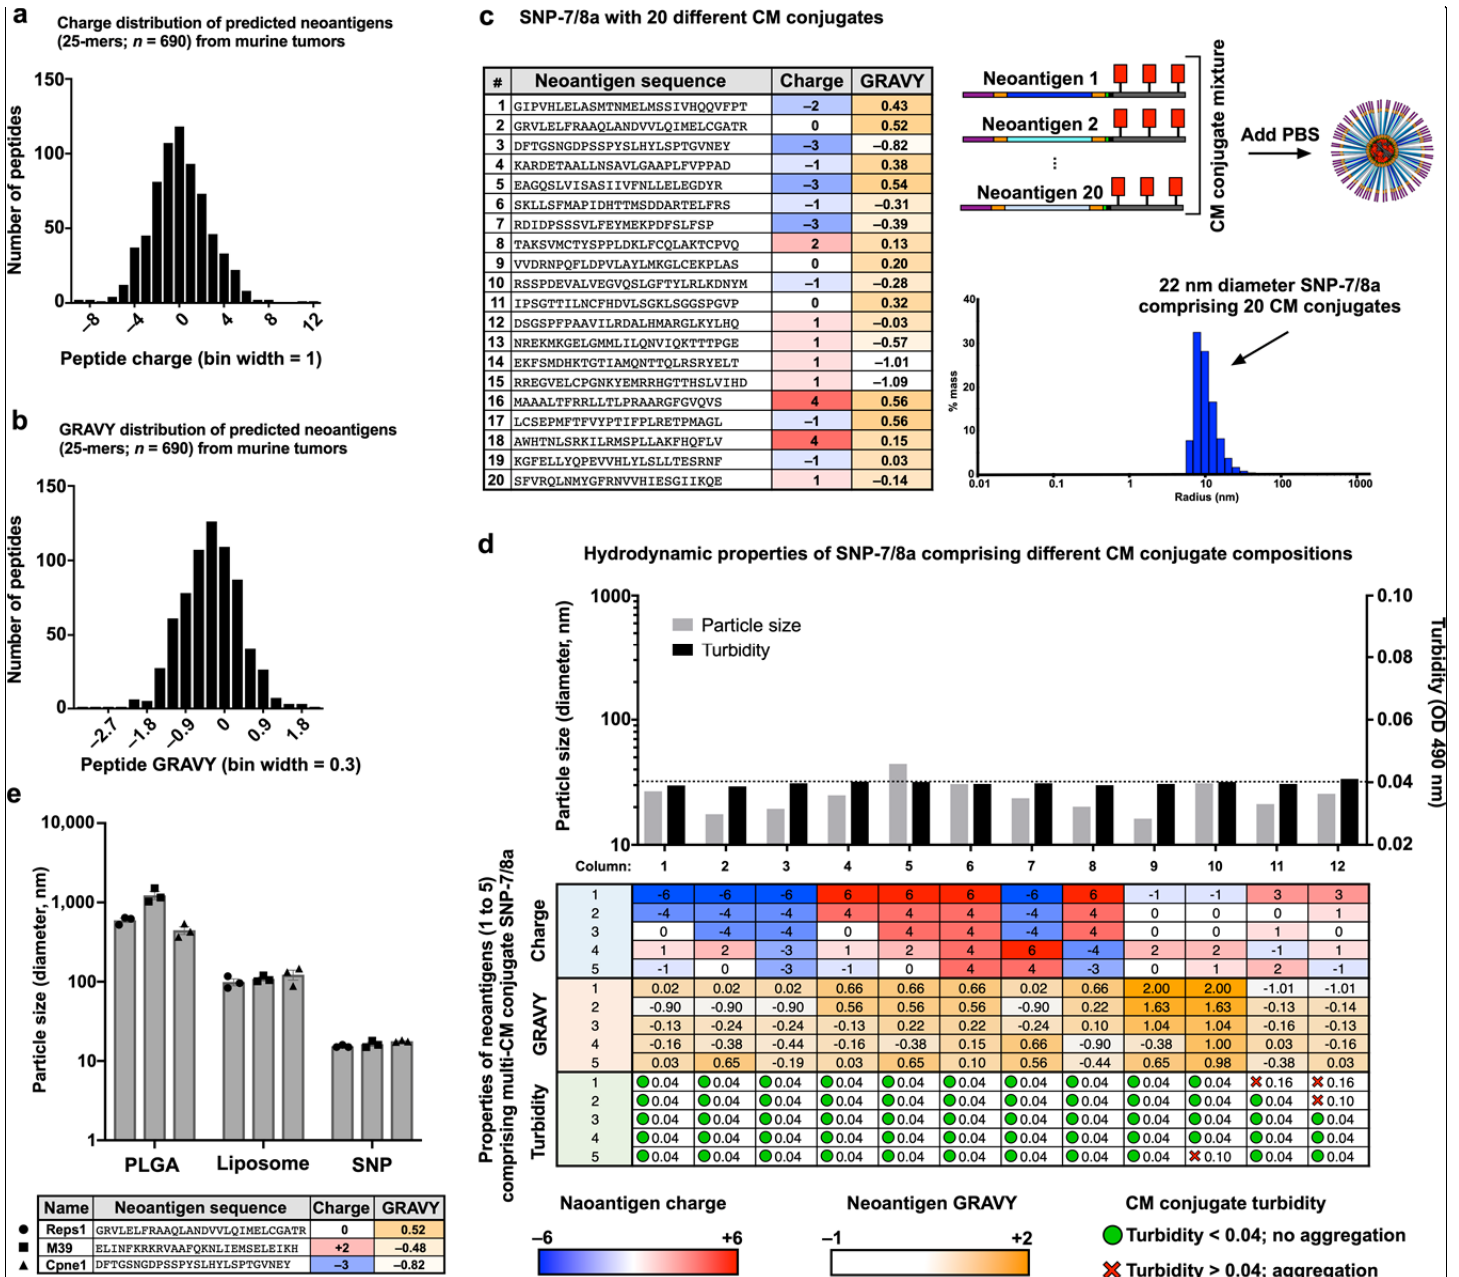 a
Charge distribution of predicted neoantigens
(25-mers; n = 690) from murine tumors
Number of peptides
150
100
50
0
–8 –4 0 4 8 12
Peptide charge (bin width = 1)
b
GRAVY distribution of predicted neoantigens
(25-mers; n = 690) from murine tumors
Number of peptides
150
100
50
0
–2.7 –1.8 –0.9 0 0.9 1.8
Peptide GRAVY (bin width = 0.3)
c
SNP-7/8a with 20 different CM conjugates
# Neoantigen sequence Charge GRAVY
1 GIPVHLELASMTNMELMSSIVHQQVFPT –2 0.43
2 GRVLELFRAAQLANDVVLQIMELCGATR 0 0.52
3 DFTGSNGDPSSPYSLHYLSPTGVNEY –3 –0.82
4 KARDETAALLNSAVLGAAPLFVPPAD –1 0.38
5 EAGQSLVISASIIVFNLLELEGDYR –3 0.54
6 SKLLSFMAPIDHTTMSDDARTELFRS –1 –0.31
7 RDIDPSSSVLFEYMEKPDFSLFSP –3 –0.39
8 TAKSVMCTYSPPLDKLFCQLAKTCPVQ 2 0.13
9 VVDRNPQFLDPVLAYLMKGLCEKPLAS 0 0.20
10 RSSPDEVALVEGVQSLGFTYLRLKDNYM –1 –0.28
11 IPSGTTILNCFHDVLSGKLSGGSPGVP 0 0.32
12 DSGSPFPAAVILRDALHMARGLKYLHQ 1 –0.03
13 NREKMKGELGMMLILQNVIQKTTTPGE 1 –0.57
14 EKFSMDHKTGTIAMQNTTQLRSRYELT 1 –1.01
15 RREGVELCPGNKYEMRRHGTTHSLVIHD 1 –1.09
16 MAAALTFRRLLTLPRAARGFGVQVS 4 0.56
17 LCSEPMFTFVYPTIFPLRETPMAGL –1 0.56
18 AWHTNLSRKILRMSPLLAKFHQFLV 4 0.15
19 KGFELLYQPEVVHLYLSLLTESRNF –1 0.03
20 SFVRQLNMYGFRNVVHIESGIIKQE 1 –0.14
Neoantigen 1
Neoantigen 2
⋮
Neoantigen 20
CM conjugate mixture
Add PBS
22 nm diameter SNP-7/8a
comprising 20 CM conjugates
% mass
40
30
20
10
0
0.01 0.1 1 10 100 1000
Radius (nm)
d
Hydrodynamic properties of SNP-7/8a comprising different CM conjugate compositions
Particle size (diameter, nm)
1000
100
10
Particle size
Turbidity
0.10
0.08
0.06
0.04
0.02
Turbidity (OD 490 nm)
Column: 1 2 3 4 5 6 7 8 9 10 11 12
Properties of neoantigens (1 to 5)
comprising multi-CM conjugate SNP-7/8a
Charge
1 -6 -6 -6 6 6 6 -6 6 -1 -1 3 3
2 -4 -4 -4 4 4 4 -4 4 0 0 0 1
3 0 -4 -4 0 4 4 -4 4 0 0 1 0
4 1 2 -3 1 2 4 6 -4 2 2 -1 1
5 -1 0 -3 -1 0 4 4 -3 0 1 2 -1
GRAVY
1 0.02 0.02 0.02 0.66 0.66 0.66 0.02 0.66 2.00 2.00 -1.01 -1.01
2 -0.90 -0.90 -0.90 0.56 0.56 0.56 -0.90 0.22 1.63 1.63 -0.13 -0.14
3 -0.13 -0.24 -0.24 -0.13 0.22 0.22 -0.24 0.10 1.04 1.04 -0.16 -0.13
4 -0.16 -0.38 -0.44 -0.16 -0.38 0.15 0.66 -0.90 -0.38 1.00 0.03 -0.16
5 0.03 0.65 -0.19 0.03 0.65 0.10 0.56 -0.44 0.65 0.98 -0.38 0.03
Turbidity
1 0.04 0.04 0.04 0.04 0.04 0.04 0.04 0.04 0.04 0.04 0.16 0.16
2 0.04 0.04 0.04 0.04 0.04 0.04 0.04 0.04 0.04 0.04 0.04 0.10
3 0.04 0.04 0.04 0.04 0.04 0.04 0.04 0.04 0.04 0.04 0.04 0.04
4 0.04 0.04 0.04 0.04 0.04 0.04 0.04 0.04 0.04 0.04 0.04 0.04
5 0.04 0.04 0.04 0.04 0.04 0.04 0.04 0.04 0.04 0.10 0.04 0.04
Naoantigen charge
–6 +6
Neoantigen GRAVY
–1 +2
CM conjugate turbidity
Turbidity < 0.04; no aggregation
Turbidity > 0.04; aggregation
e
Particle size (diameter, nm)
10,000
1,000
100
10
1
PLGA Liposome SNP
Name Neoantigen sequence Charge GRAVY
Reps1 GRVLELFRAAQLANDVVLQIMELCGATR 0 0.52
M39 ELINFKRKRVAAFQKNLIEMSELEIKH +2 –0.48
Cpne1 DFTGSNGDPSSPYSLHYLSPTGVNEY –3 –0.82